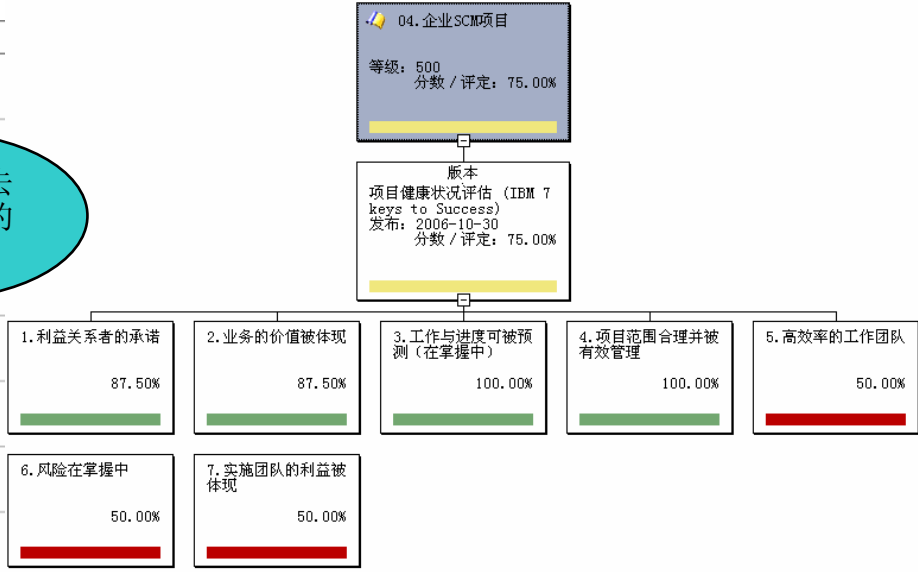 04.企业SCM项目
等级: 500
分数/评定: 75.00%
版本
项目健康状况评估 (IBM 7
keys to Success)
发布: 2006-10-30
分数/评定: 75.00%
1.利益关系者的承诺
87.50%
2.业务的价值被体现
87.50%
3.工作与进度可被预
测(在掌握中)
100.00%
4.项目范围合理并被
有效管理
100.00%
5.高效率的工作团队
50.00%
6.风险在掌握中
50.00%
7.实施团队的利益被
体现
50.00%
的